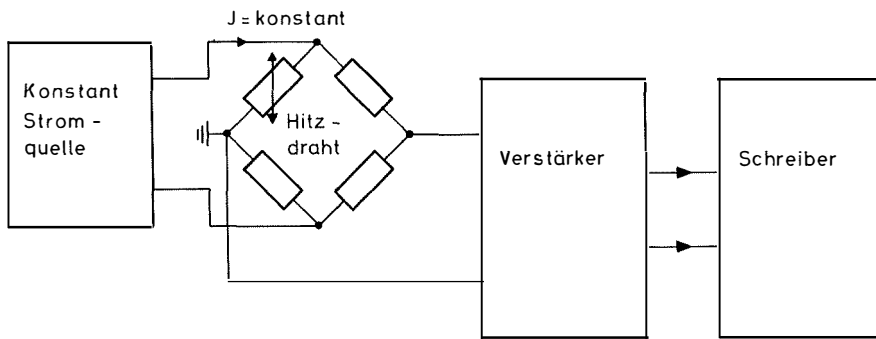 J = konstant
Konstant
Strom -
quelle
Hitz -
draht
Verstärker
Schreiber